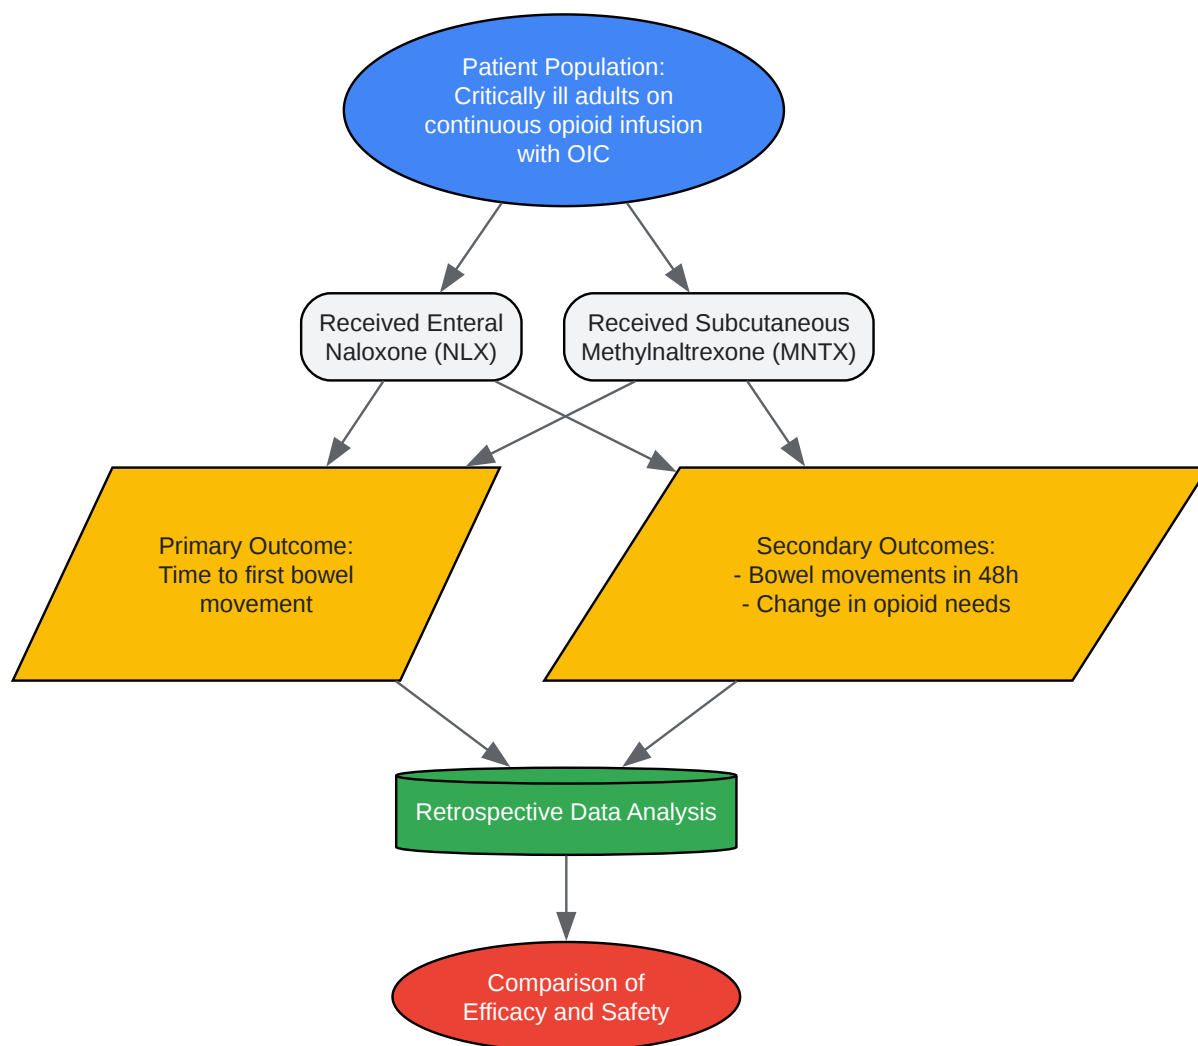 Patient Population:
Critically ill adults on
continuous opioid infusion
with OIC
Received Enteral
Naloxone (NLX)
Received Subcutaneous
Methylnaltrexone (MNTX)
Primary Outcome:
Time to first bowel
movement
Secondary Outcomes:
- Bowel movements in 48h
- Change in opioid needs
Retrospective Data Analysis
Comparison of
Efficacy and Safety